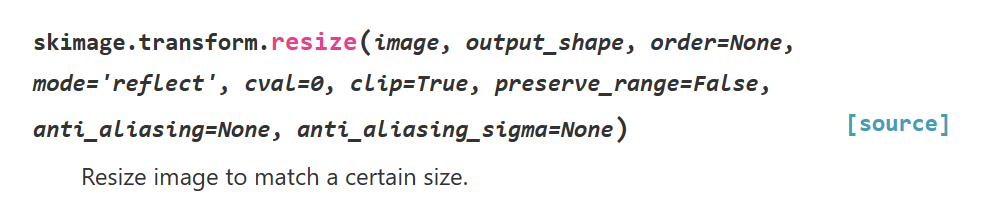 skimage.transform.resize(image, output_shape, order=None,
mode='reflect', cval=0, clip=True, preserve_range=False,
anti_aliasing=None, anti_aliasing_sigma=None) [source]
Resize image to match a certain size.